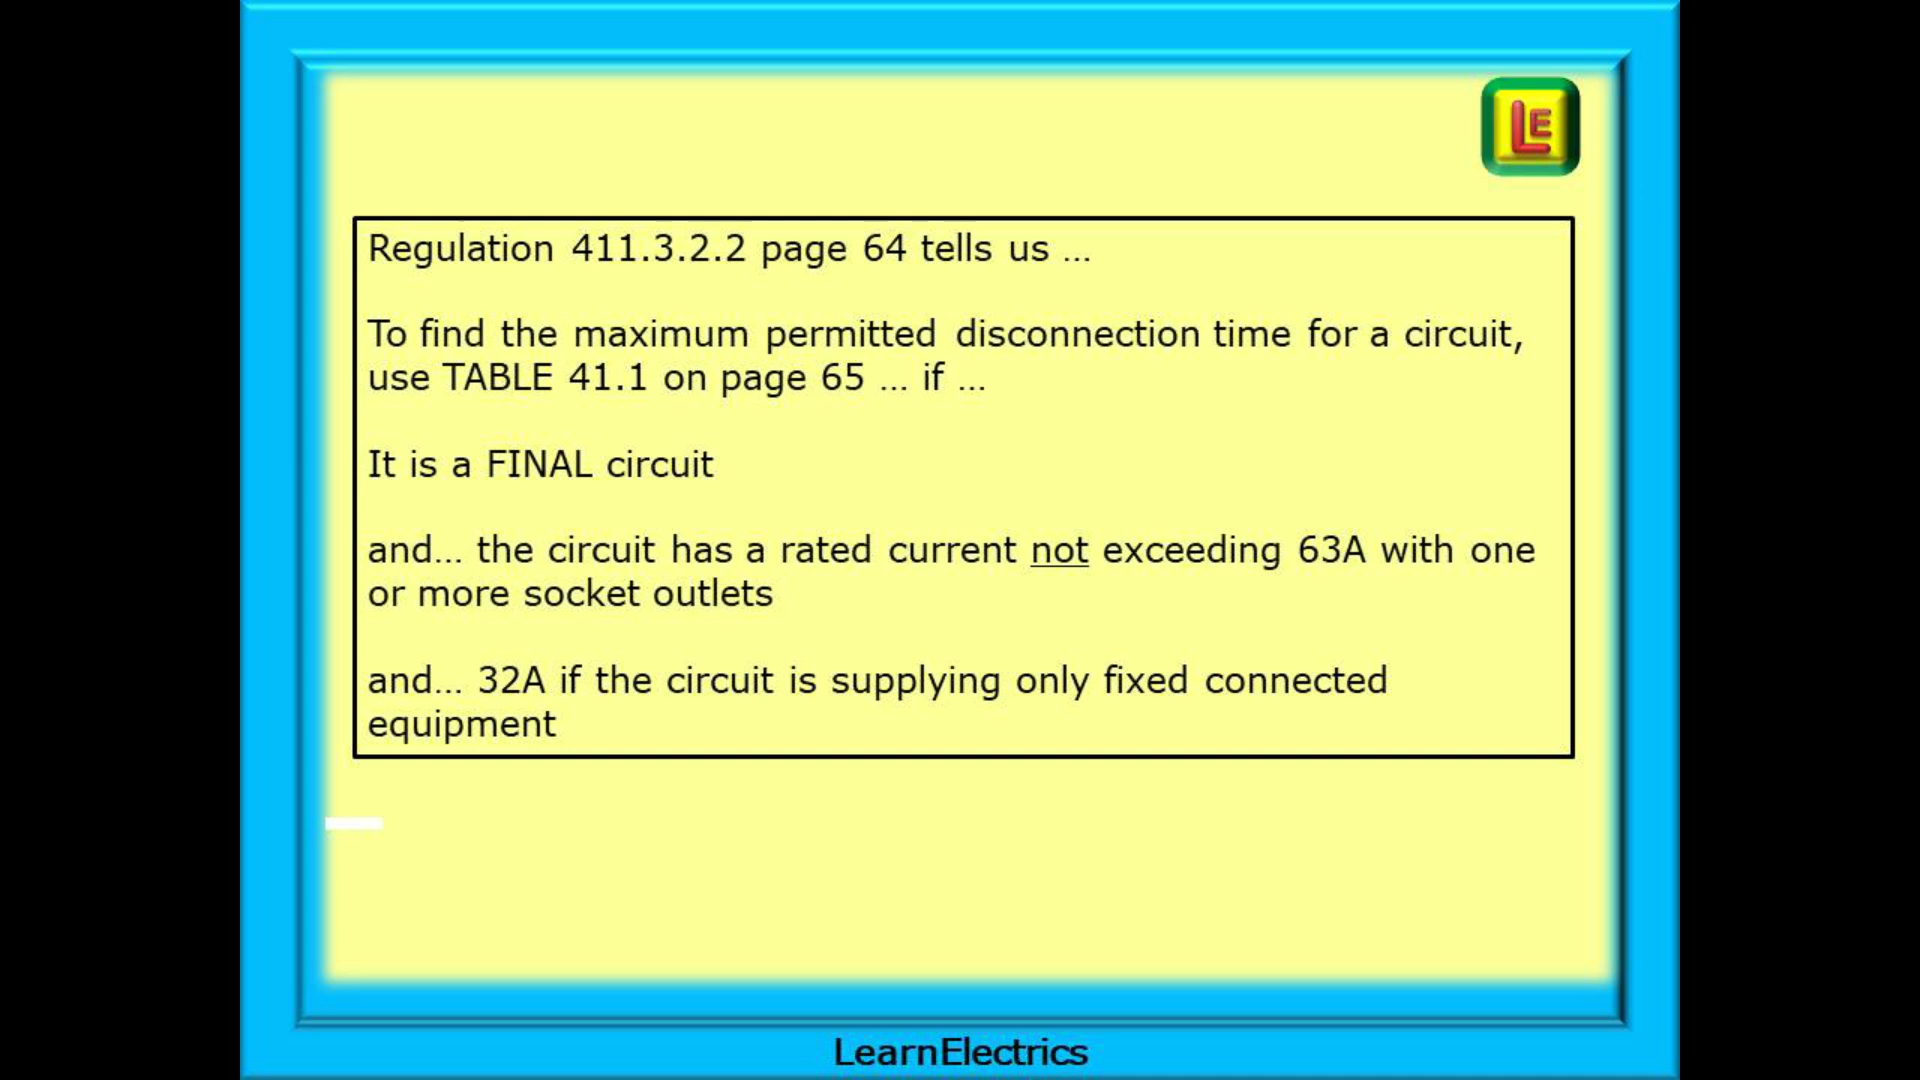 LE
Regulation 411.3.2.2 page 64 tells us ...
To find the maximum permitted disconnection time for a circuit,
use TABLE 41.1 on page 65 ... if ...
It is a FINAL circuit
and... the circuit has a rated current not exceeding 63A with one
or more socket outlets
and... 32A if the circuit is supplying only fixed connected
equipment
LearnElectrics